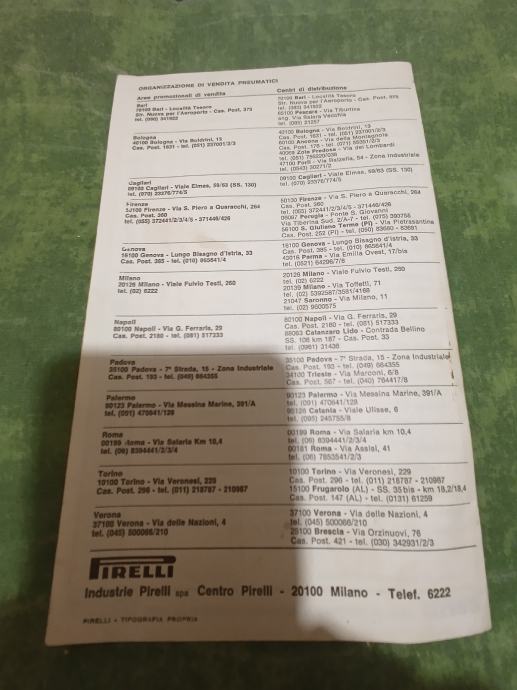 ORGANIZZAZIONE DI VENDITA PNEUMATICI
Aree promozionali di vendita
Centri di distribuzione
Bari
70100 Bari - Località Tesoro
Str. Nuova per l'Aeroporto - Cas. Post. 373
tel. (080) 341922
70100 Bari - Località Tesoro
Str. Nuova per l'Aeroporto - Cas. Post. 373
tel. (080) 341922
65100 Pescara - Via Tiburtina
ang. Via Salara Vecchia
tel. (085) 21257
Bologna
40100 Bologna - Via Boldrini, 13
Cas. Post. 1631 - tel. (051) 237001/2/3
40100 Bologna - Via Boldrini, 13
Cas. Post. 1631 - tel. (051) 237001/2/3
60100 Ancona - Via della Montagnola
Cas. Post. 176 - tel. (071)
40069 Zola Predosa - Via dei Lombardi
tel. (051)
47100 Forlì - Via Balzella, 54 - Zona Industriale
tel. (0543) 30271/2
Cagliari
09100 Cagliari - Viale Elmas, 59/63 (SS. 130)
tel. (070) 23376/774/5
09100 Cagliari - Viale Elmas, 59/63 (SS. 130)
tel. (070) 23376/774/5
Firenze
50100 Firenze - Via S. Piero a Quaracchi, 264
Cas. Post. 360
tel. (055) 372441/2/3/4/5 - 371446/426
50100 Firenze - Via S. Piero a Quaracchi, 264
Cas. Post. 360
tel. (055) 372441/2/3/4/5 - 371446/426
06087 Perugia - Ponte S. Giovanni
Via Tiberina Sud, 2/A-7 - tel. (075) 393756
56100 S. Giuliano Terme (PI) - Via Pietrasantina
Cas. Post. 252 (PI) - tel. (050) 83660 - 83691
Genova
16100 Genova - Lungo Bisagno d'Istria, 33
Cas. Post. 385 - tel. (010) 865641/4
16100 Genova - Lungo Bisagno d'Istria, 33
Cas. Post. 385 - tel. (010) 865641/4
43016 Parma - Via Emilia Ovest, 17/bis
tel. (0521) 64296/7/8
Milano
20126 Milano - Viale Fulvio Testi, 280
tel. (02) 6222
20126 Milano - Viale Fulvio Testi, 280
tel. (02) 6222
20139 Milano - Via Toffetti, 71
tel. (02) 5392587/3581/4168
21047 Saronno - Via Milano, 11
tel. (02) 9600575
Napoli
80100 Napoli - Via G. Ferraris, 29
Cas. Post. 2180 - tel. (081) 517333
80100 Napoli - Via G. Ferraris, 29
Cas. Post. 2180 - tel. (081) 517333
88063 Catanzaro Lido - Contrada Bellino
SS. 106 km 187 - Cas. Post. 33
tel. (0961) 31436
Padova
35100 Padova - 7ª Strada, 15 - Zona Industriale
Cas. Post. 193 - tel. (049) 664355
35100 Padova - 7ª Strada, 15 - Zona Industriale
Cas. Post. 193 - tel. (049) 664355
34100 Trieste - Via Marconi, 6/8
Cas. Post. 567 - tel. (040) 764417/8
Palermo
90123 Palermo - Via Messina Marine, 391/A
tel. (091) 470641/129
90123 Palermo - Via Messina Marine, 391/A
tel. (091) 470641/129
95126 Catania - Viale Ulisse, 6
tel. (095) 245755/8
Roma
00199 Roma - Via Salaria Km 10,4
tel. (06) 8394441/2/3/4
00199 Roma - Via Salaria km 10,4
tel. (06) 8394441/2/3/4
00181 Roma - Via Assisi, 41
tel. (06) 7853541/2/3
Torino
10100 Torino - Via Veronesi, 229
Cas. Post. 296 - tel. (011) 218787 - 210987
10100 Torino - Via Veronesi, 229
Cas. Post. 296 - tel. (011) 218787 - 210987
15100 Frugarolo (AL) - SS. 35 bis - km 18,2/18,4
Cas. Post. 147 (AL) - tel. (0131) 61259
Verona
37100 Verona - Via delle Nazioni, 4
tel. (045) 500066/210
37100 Verona - Via delle Nazioni, 4
tel. (045) 500066/210
25100 Brescia - Via Orzinuovi, 76
Cas. Post. 421 - tel. (030) 342931/2/3
PIRELLI
Industrie Pirelli spa Centro Pirelli - 20100 Milano - Telef. 6222
PIRELLI - TIPOGRAFIA PROPRIA